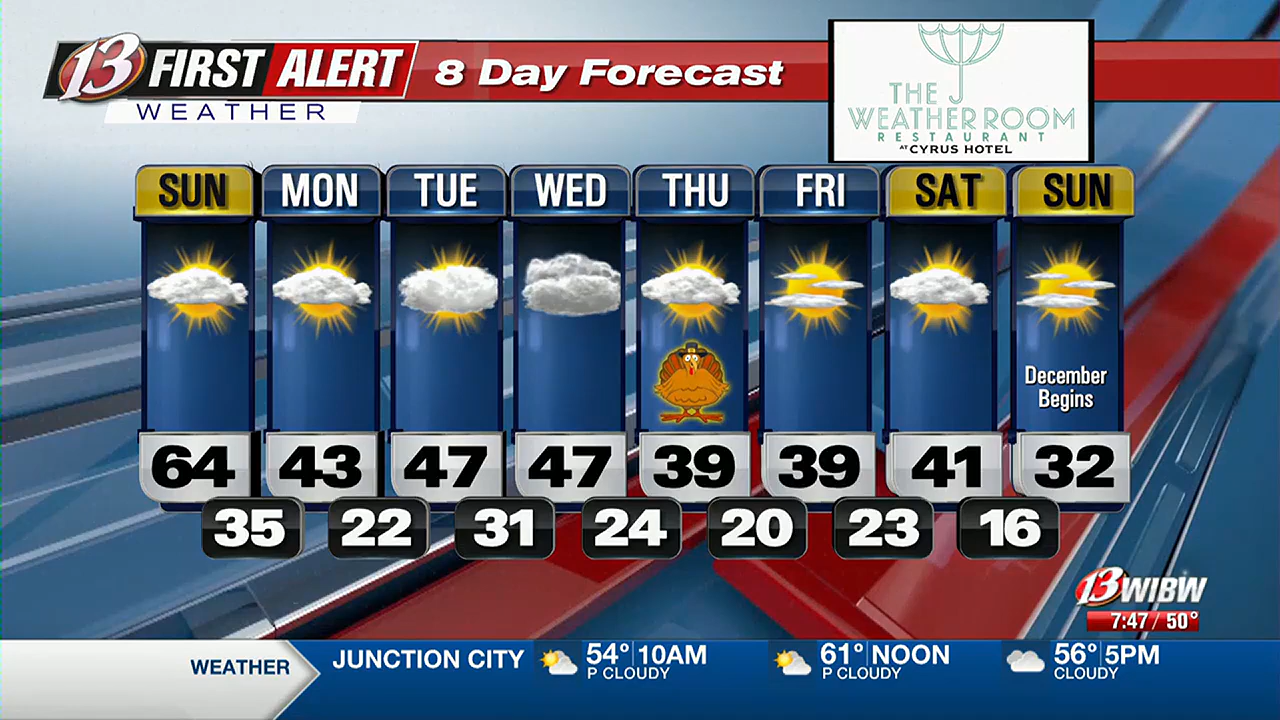 13 FIRST ALERT
WEATHER
8 Day Forecast
THE
WEATHER ROOM
RESTAURANT
AT CYRUS HOTEL
SUN MON TUE WED THU FRI SAT SUN
December
Begins
64 43 47 47 39 39 41 32
35 22 31 24 20 23 16
13 WIBW
7:47 / 50°
WEATHER
JUNCTION CITY
54° 10AM
P CLOUDY
61° NOON
P CLOUDY
56° 5PM
CLOUDY